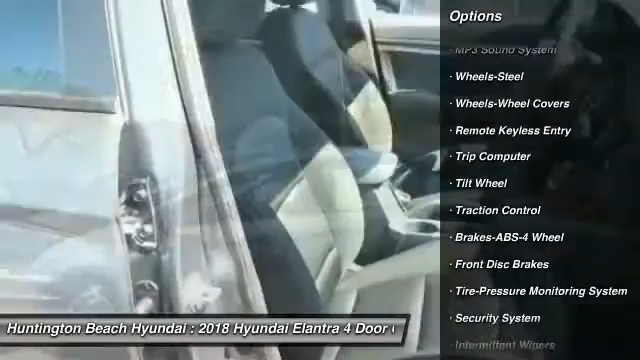 Options
· MP3 Sound System
· Wheels-Steel
· Wheels-Wheel Covers
· Remote Keyless Entry
· Trip Computer
· Tilt Wheel
· Traction Control
· Brakes-ABS-4 Wheel
· Front Disc Brakes
· Tire-Pressure Monitoring System
· Security System
· Intermittent Wipers
Huntington Beach Hyundai : 2018 Hyundai Elantra 4 Door